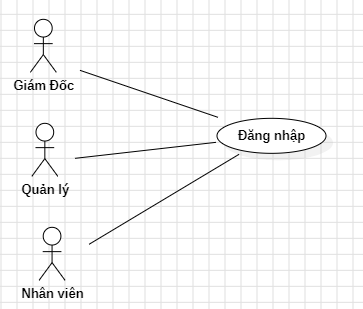 Giám Đốc
Đăng nhập
Quản lý
Nhân viên